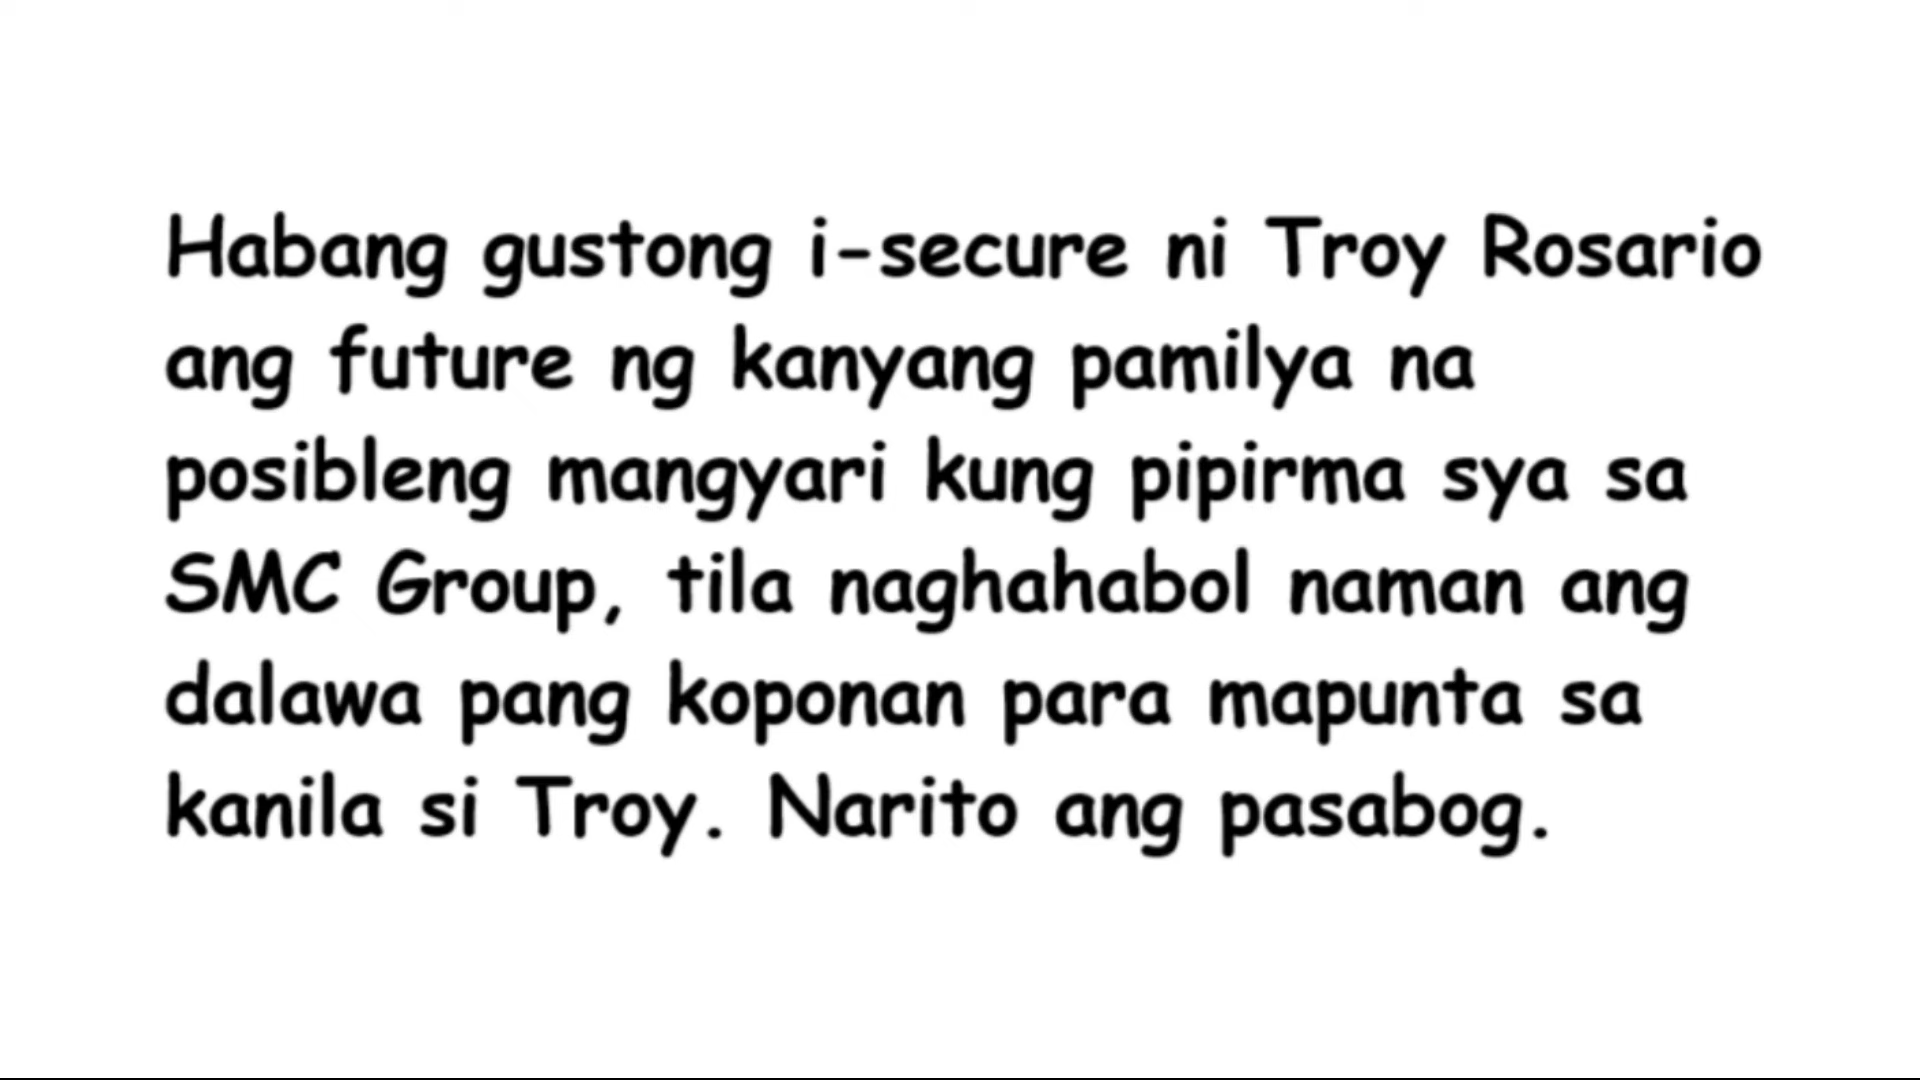 Habang gustong i-secure ni Troy Rosario
ang future ng kanyang pamilya na
posibleng mangyari kung pipirma sya sa
SMC Group, tila naghahabol naman ang
dalawa pang koponan para mapunta sa
kanila si Troy. Narito ang pasabog.